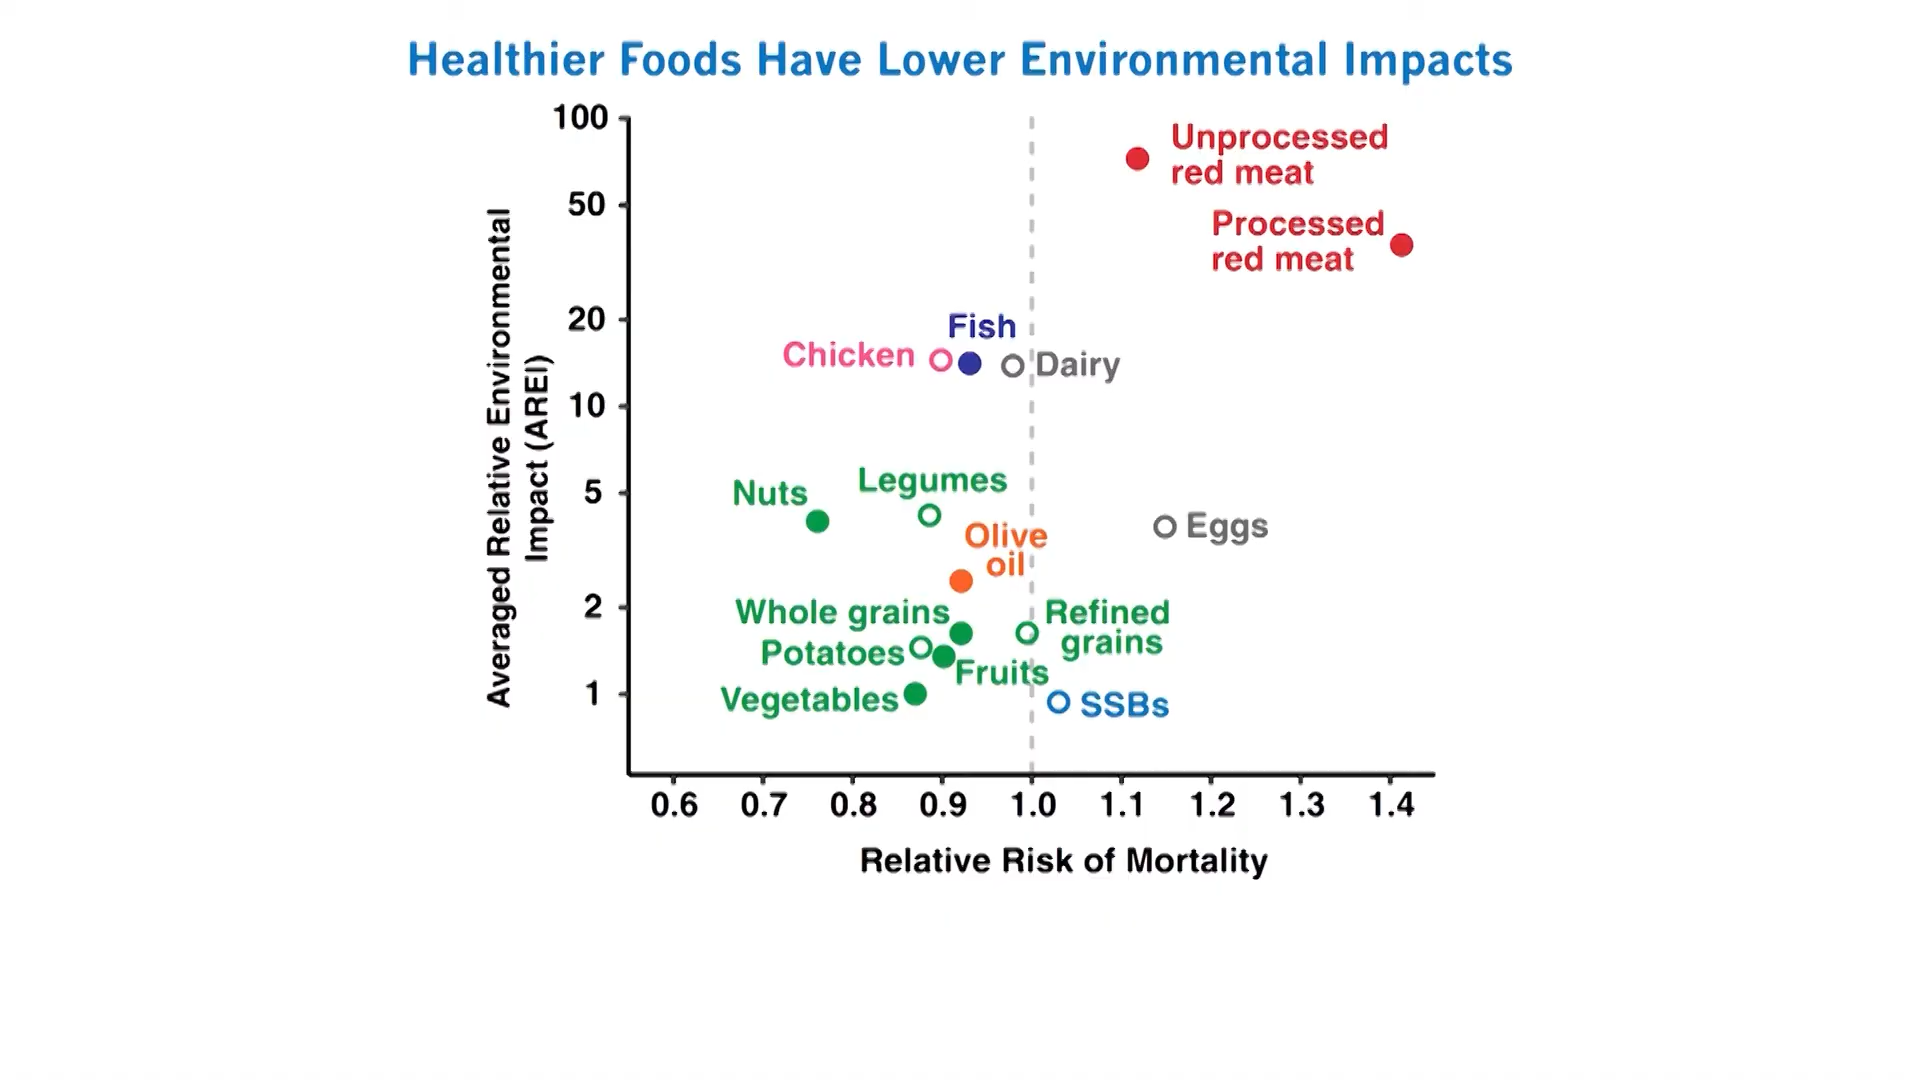 Healthier Foods Have Lower Environmental Impacts
Averaged Relative Environmental
Impact (AREI)
100
50
20
10
5
2
1
Unprocessed
red meat
Processed
red meat
Fish
Chicken
Dairy
Nuts
Legumes
Olive
oil
Eggs
Whole grains
Refined
grains
Potatoes
Fruits
Vegetables
SSBs
0.6 0.7 0.8 0.9 1.0 1.1 1.2 1.3 1.4
Relative Risk of Mortality